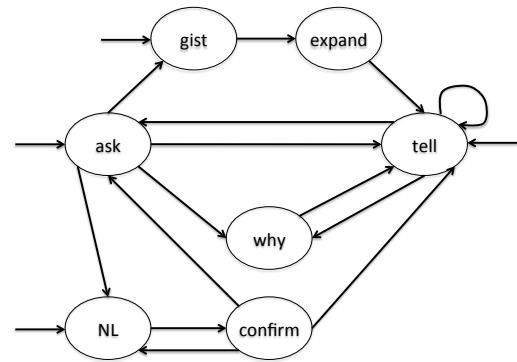 gist
expand
ask
tell
why
NL
confirm